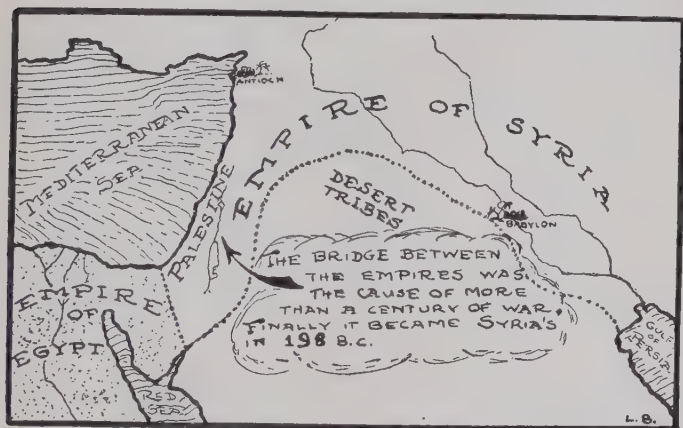 ANTIOCH
EMPIRE OF SYRIA
MEDITERRANEAN
SEA
PALESTINE
DESERT
TRIBES
BABYLON
THE BRIDGE BETWEEN
THE EMPIRES WAS
THE CAUSE OF MORE
THAN A CENTURY OF WAR.
FINALLY IT BECAME SYRIA'S
IN 198 B.C.
EMPIRE
OF
EGYPT
RED
SEA
GULF
OF
PERSIA
L.B.